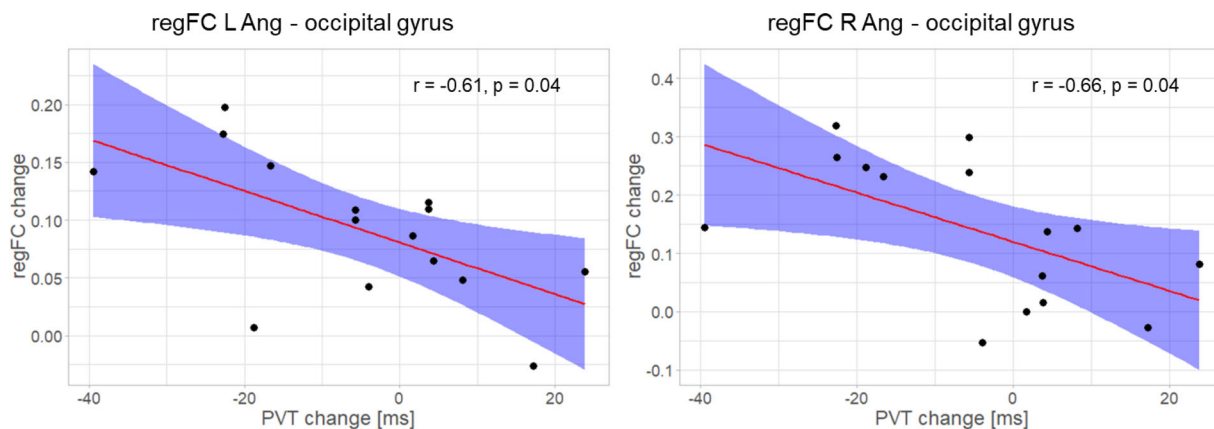 regFC L Ang - occipital gyrus
r = -0.61, p = 0.04
regFC change
0.20
0.15
0.10
0.05
0.00
-40
-20
0
20
PVT change [ms]
regFC R Ang - occipital gyrus
r = -0.66, p = 0.04
regFC change
0.4
0.3
0.2
0.1
0.0
-0.1
-40
-20
0
20
PVT change [ms]